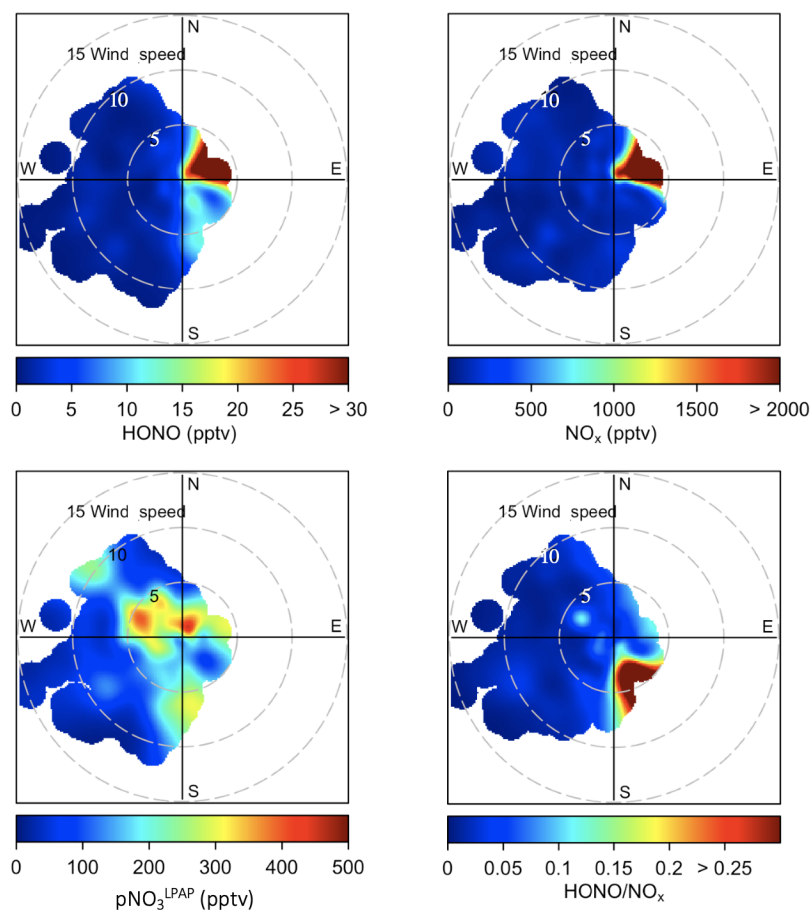 N
15 Wind speed
10
5
W
E
S
0 5 10 15 20 25 > 30
HONO (pptv)
N
15 Wind speed
10
5
W
E
S
0 500 1000 1500 > 2000
NOx (pptv)
N
15 Wind speed
10
5
W
E
S
0 100 200 300 400 500
pNO3LPAP (pptv)
N
15 Wind speed
10
5
W
E
S
0 0.05 0.1 0.15 0.2 > 0.25
HONO/NOx